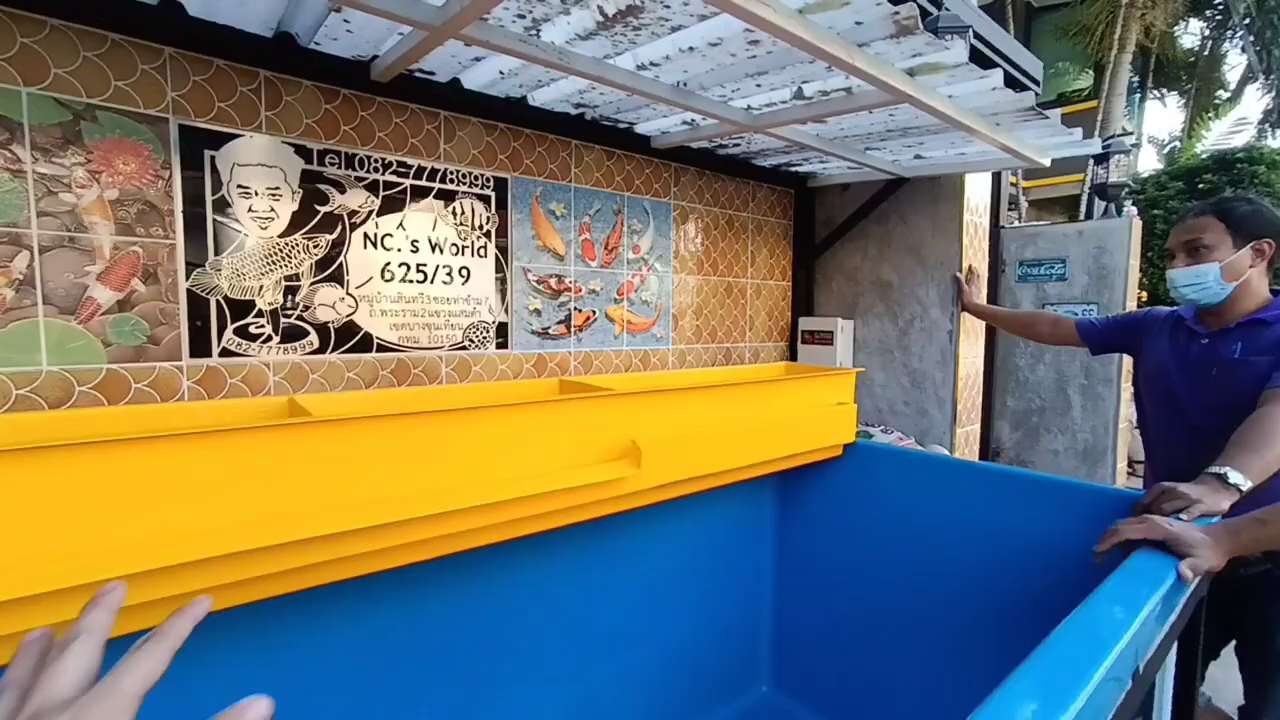 Tel 082-7778999
NC.'s World
625/39
หมู่บ้านสินทวี3ซอยท่าข้าม7
ถ.พระราม2แขวงแสมดำ
เขตบางขุนเทียน
กทม. 10150
082-7778999
Coca-Cola